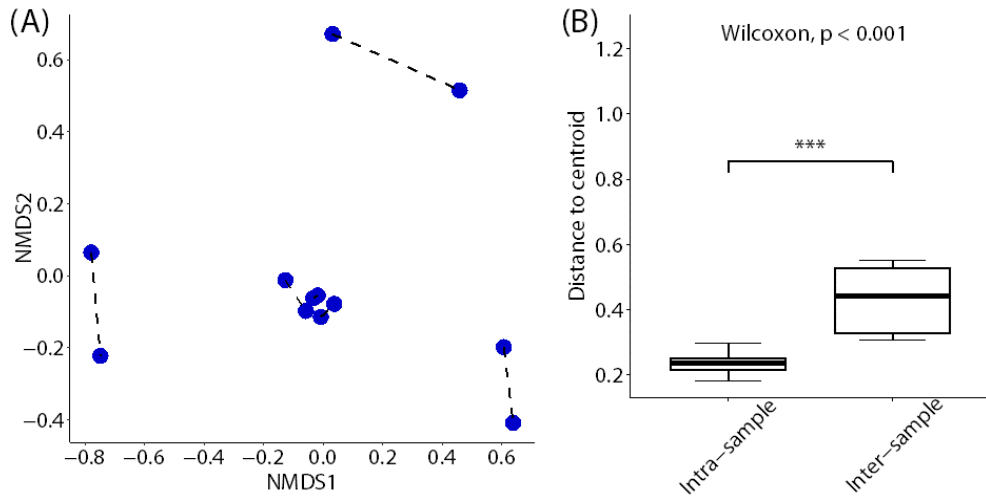 (A)
NMDS2
0.6
0.4
0.2
0.0
−0.2
−0.4
−0.8 −0.6 −0.4 −0.2 0.0 0.2 0.4 0.6
NMDS1
(B)
Wilcoxon, p < 0.001
***
Distance to centroid
1.2
1.0
0.8
0.6
0.4
0.2
Intra−sample
Inter−sample